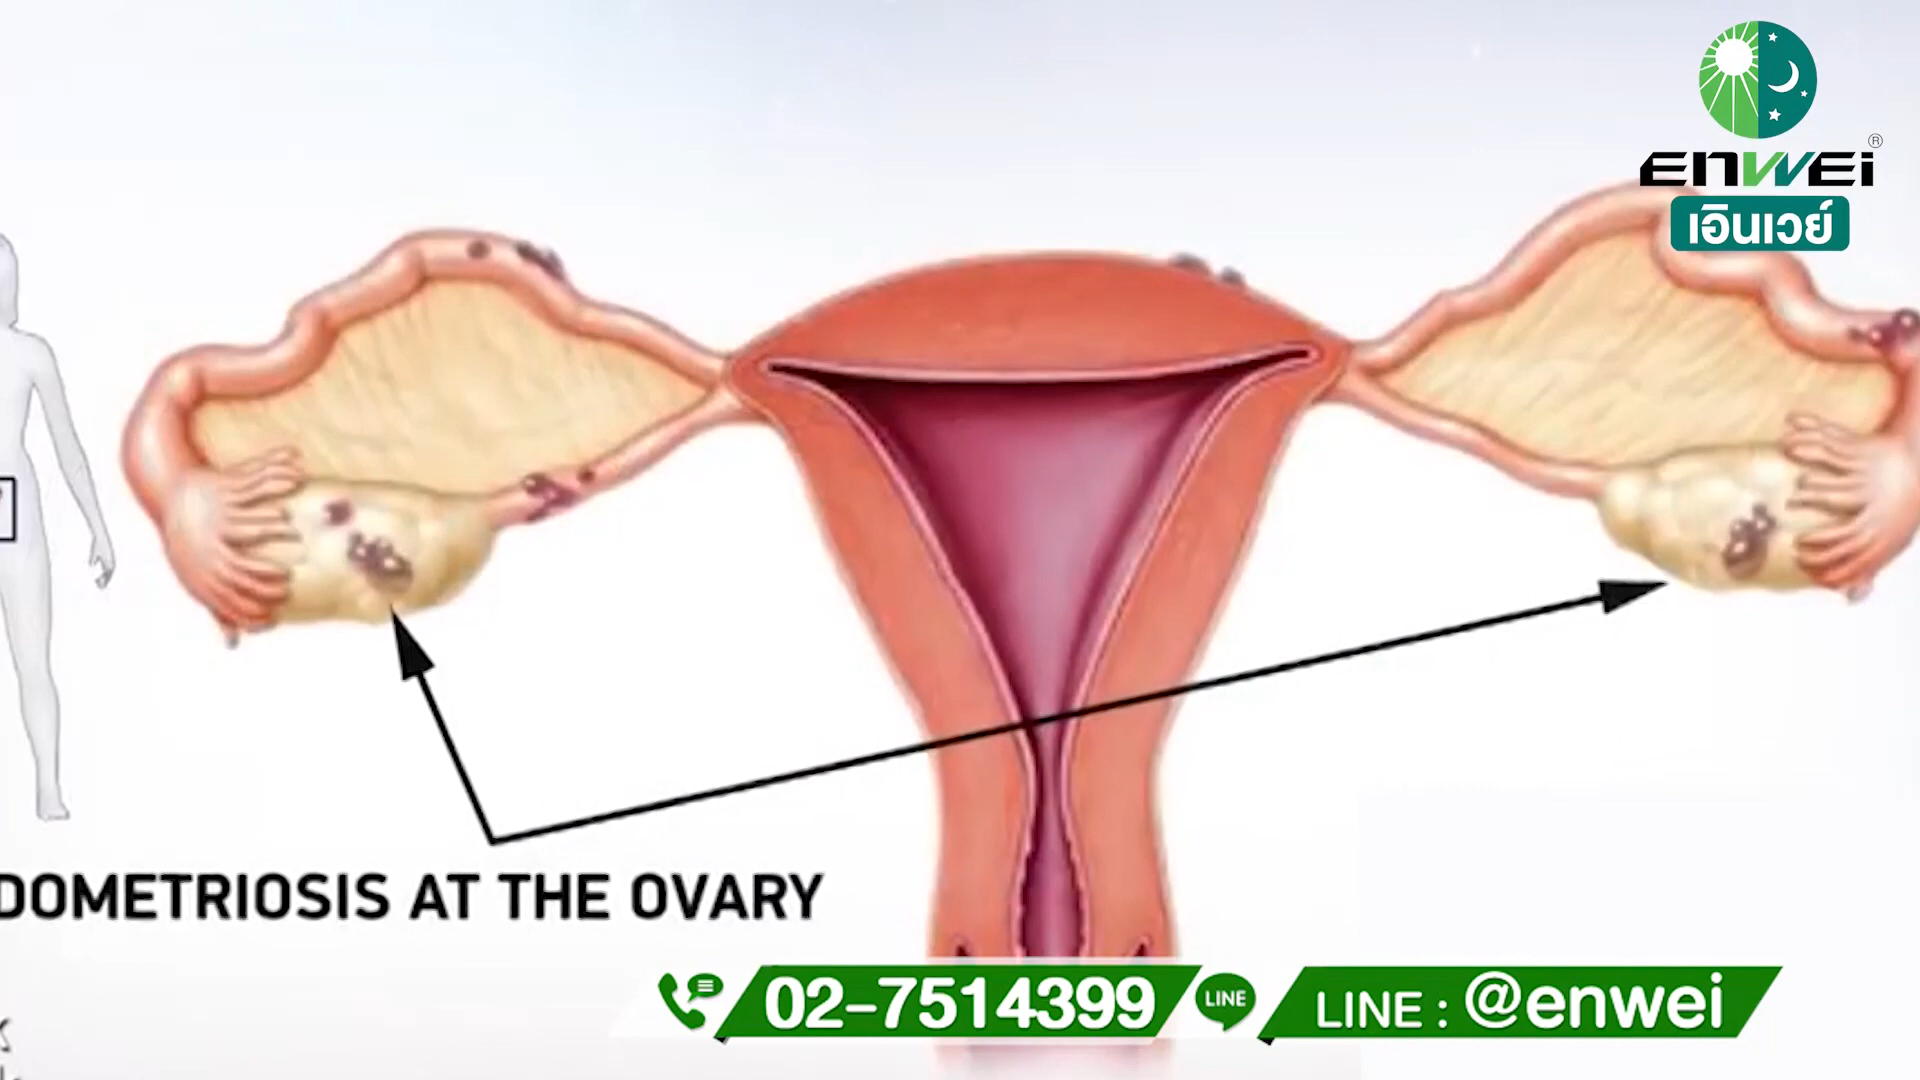 ENWEI ®
เอินเวย์
DOMETRIOSIS AT THE OVARY
02-7514399
LINE
LINE : @enwei